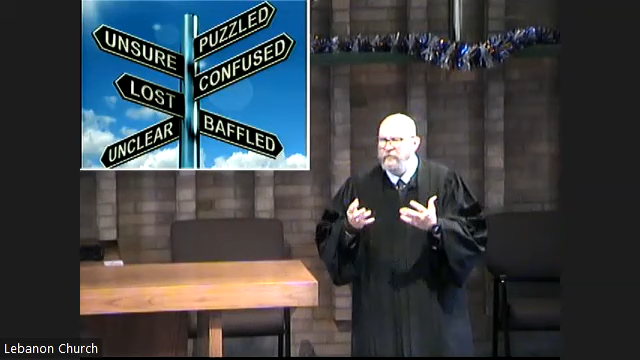 PUZZLED
UNSURE
CONFUSED
LOST
BAFFLED
UNCLEAR
Lebanon Church